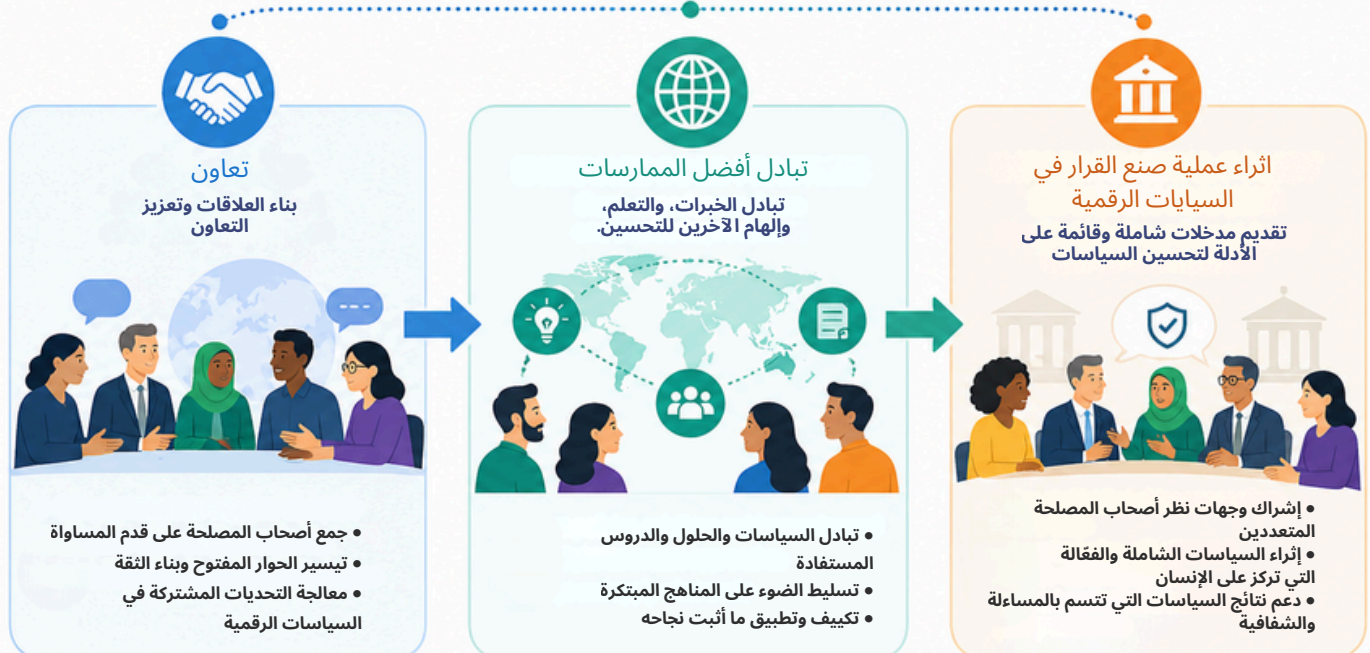 تعاون
بناء العلاقات وتعزيز
التعاون
● جمع أصحاب المصلحة على قدم المساواة
● تيسير الحوار المفتوح وبناء الثقة
● معالجة التحديات المشتركة في
السياسات الرقمية
تبادل أفضل الممارسات
تبادل الخبرات، والتعلم،
وإلهام الآخرين للتحسين.
● تبادل السياسات والحلول والدروس
المستفادة
● تسليط الضوء على المناهج المبتكرة
● تكييف وتطبيق ما أثبت نجاحه
اثراء عملية صنع القرار في
السيايات الرقمية
تقديم مدخلات شاملة وقائمة على
الأدلة لتحسين السياسات
● إشراك وجهات نظر أصحاب المصلحة
المتعددين
● إثراء السياسات الشاملة والفعّالة
التي تركز على الإنسان
● دعم نتائج السياسات التي تتسم بالمساءلة
والشفافية